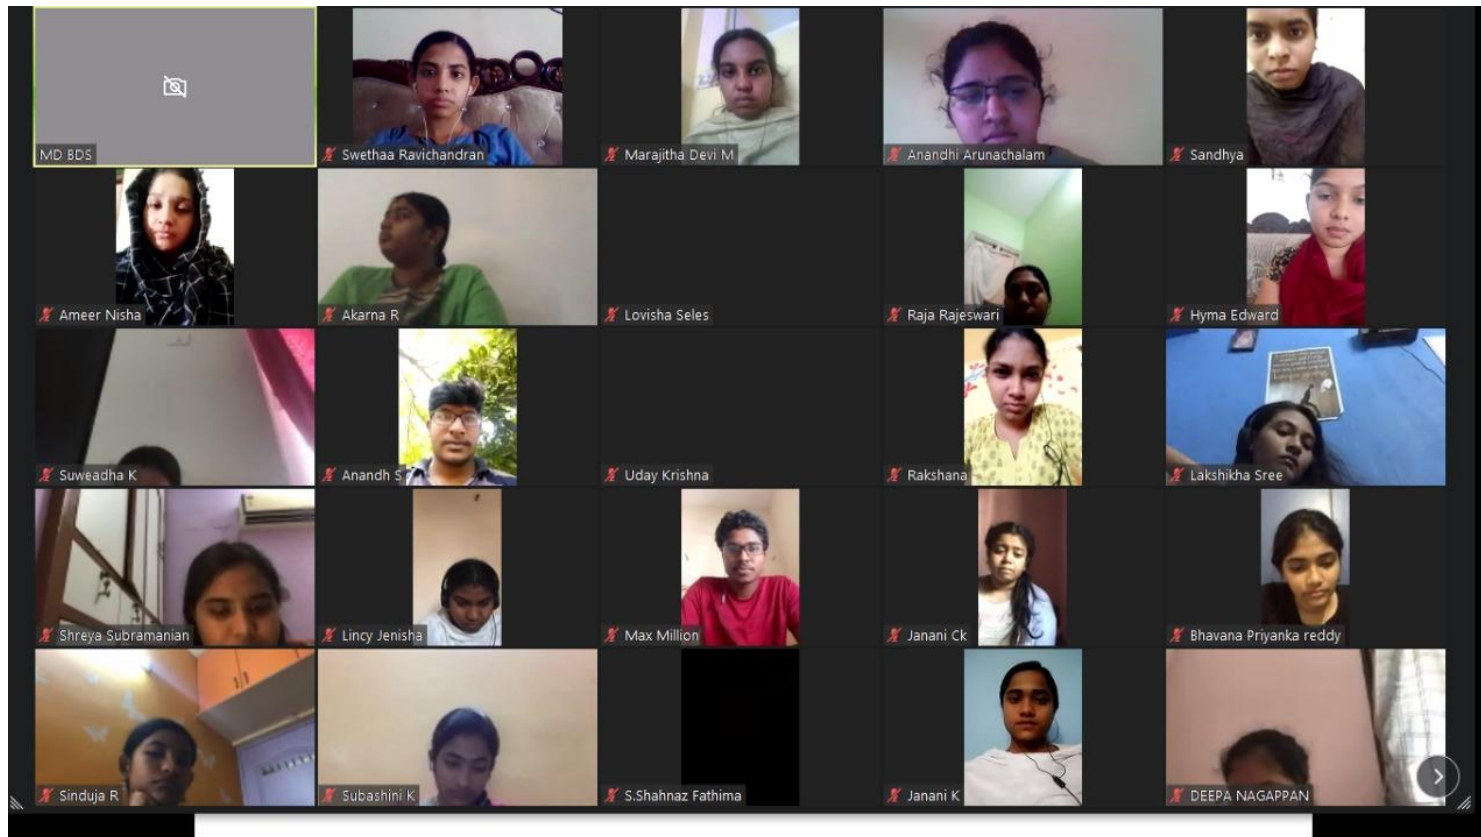 MD BDS
Swethaa Ravichandran
Marajitha Devi M
Anandhi Arunachalam
Sandhya
Ameer Nisha
Akarna R
Lovisha Seles
Raja Rajeswari
Hyma Edward
Suweadha K
Anandh S
Uday Krishna
Rakshana
Lakshikha Sree
Shreya Subramanian
Lincy Jenisha
Max Million
Janani Ck
Bhavana Priyanka reddy
Sinduja R
Subashini K
S.Shahnaz Fathima
Janani K
DEEPA NAGAPPAN